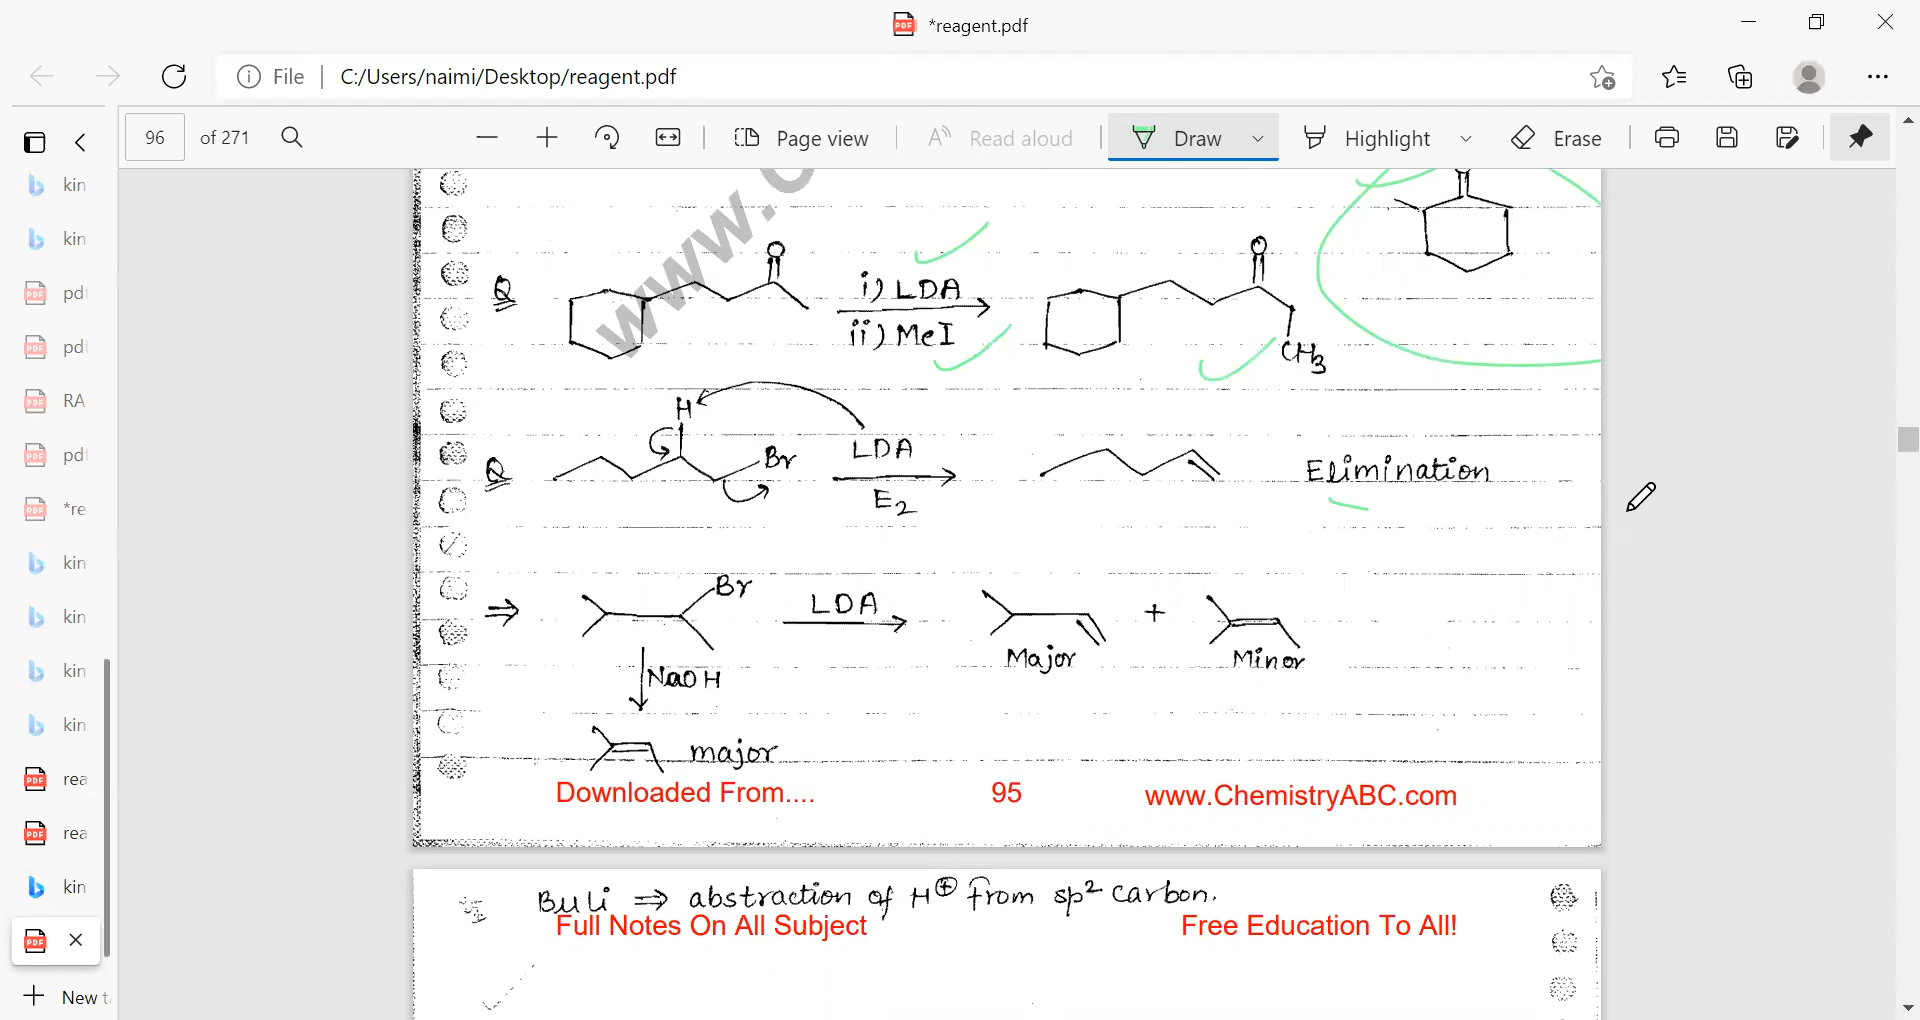 *reagent.pdf
File | C:/Users/naimi/Desktop/reagent.pdf
96 of 271 Page view Read aloud Draw Highlight Erase
kin
kin
pdf
pdf
RA
pdf
*re
kin
kin
kin
kin
rea
rea
kin
New t
www.C
O
O
Q i) LDA
ii) MeI
CH3
H
Q Br LDA Elimination
E2
⇒ Br LDA +
Major Minor
NaOH
major
Downloaded From.... 95 www.ChemistryABC.com
BuLi ⇒ abstraction of H⊕ from sp² carbon.
Full Notes On All Subject Free Education To All!